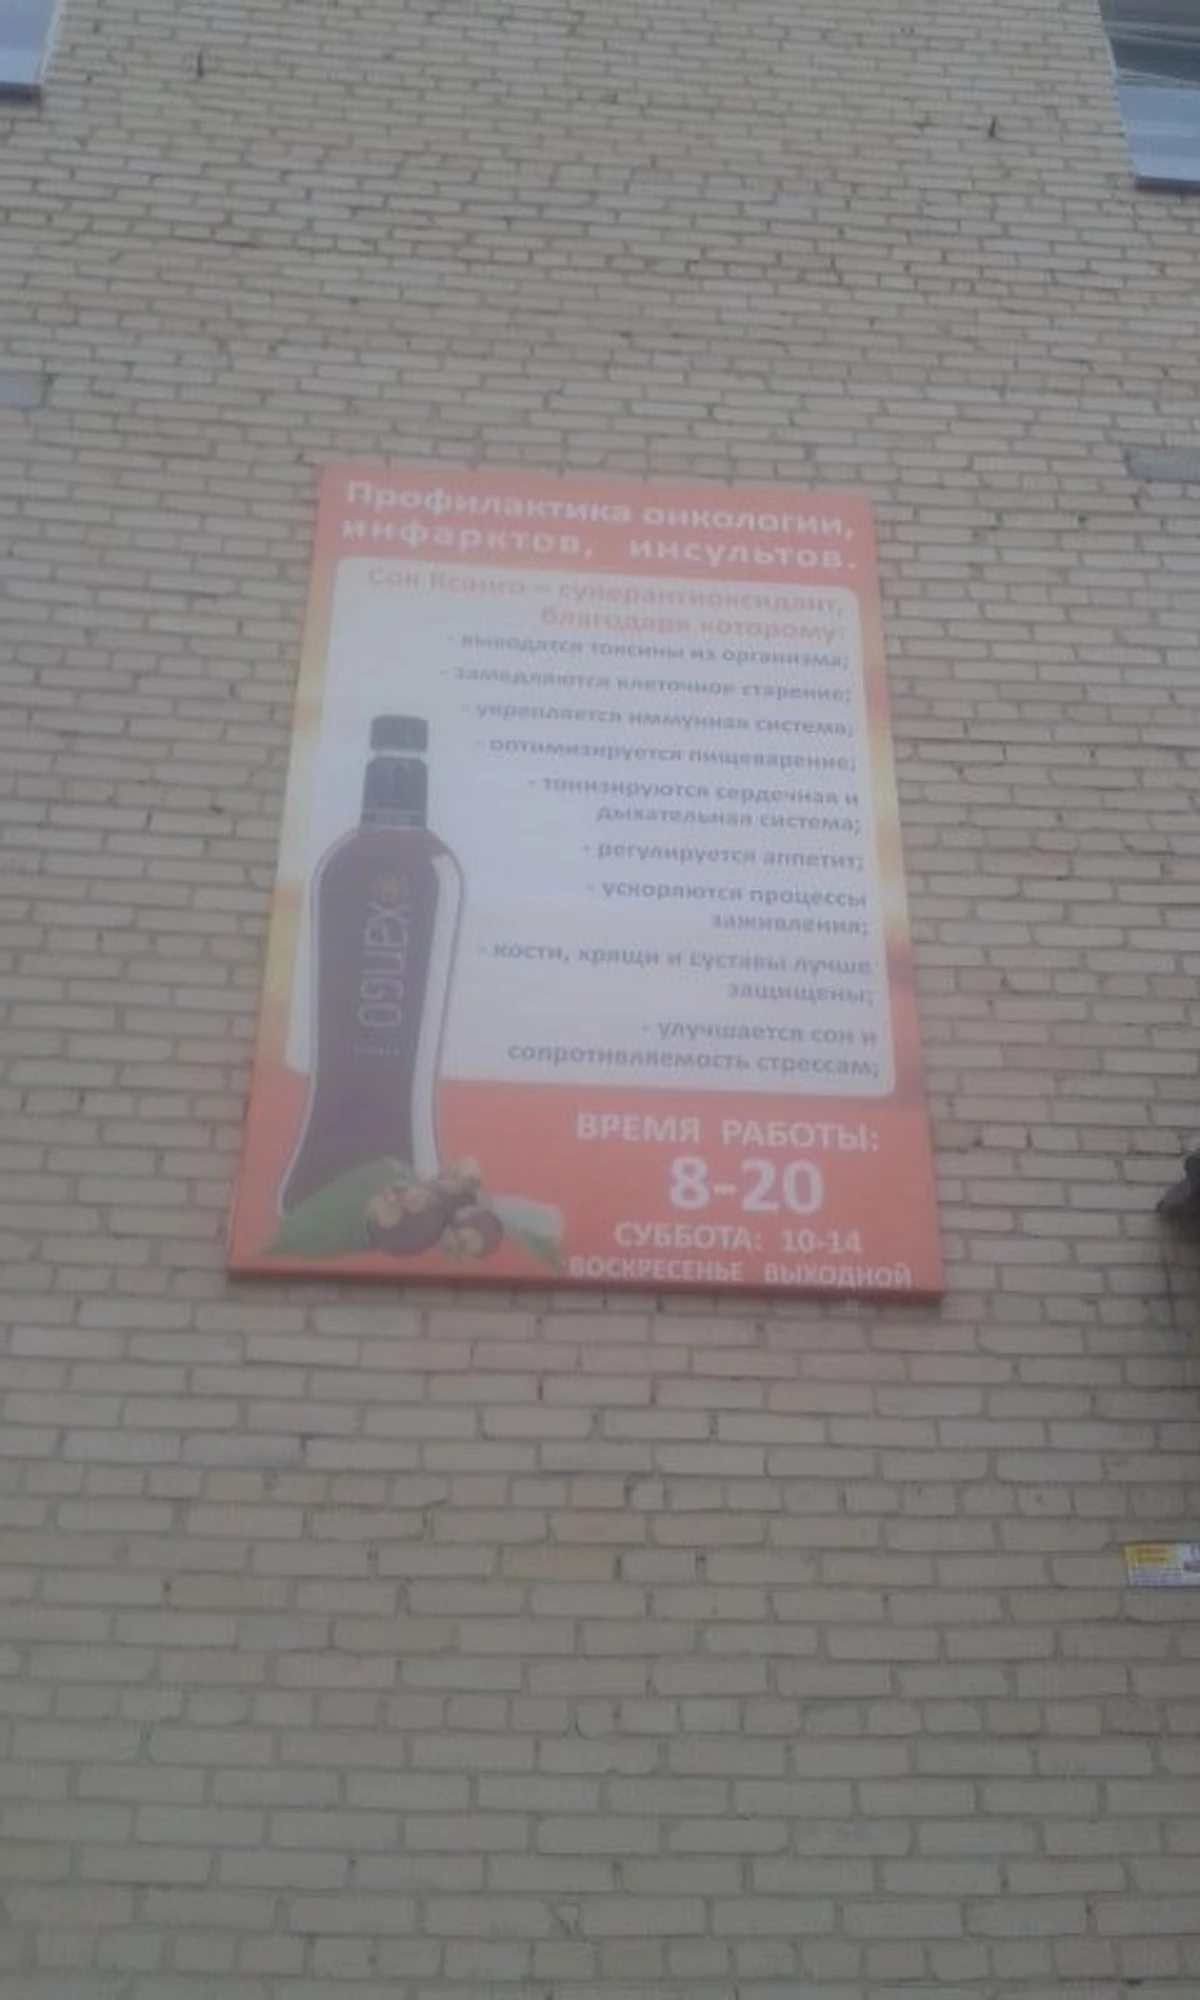 Профилактика онкологии,
инфарктов, инсультов.
Сок Ксанго – суперантиоксидант,
благодаря которому:
- выводятся токсины из организма;
- замедляются клеточное старение;
- укрепляется иммунная система;
- оптимизируется пищеварение;
- тонизируются сердечная и
дыхательная система;
- регулируется аппетит;
- ускоряются процессы
заживления;
- кости, хрящи и суставы лучше
защищены;
- улучшается сон и
сопротивляемость стрессам;
xango
ВРЕМЯ РАБОТЫ:
8-20
СУББОТА: 10-14
ВОСКРЕСЕНЬЕ ВЫХОДНОЙ